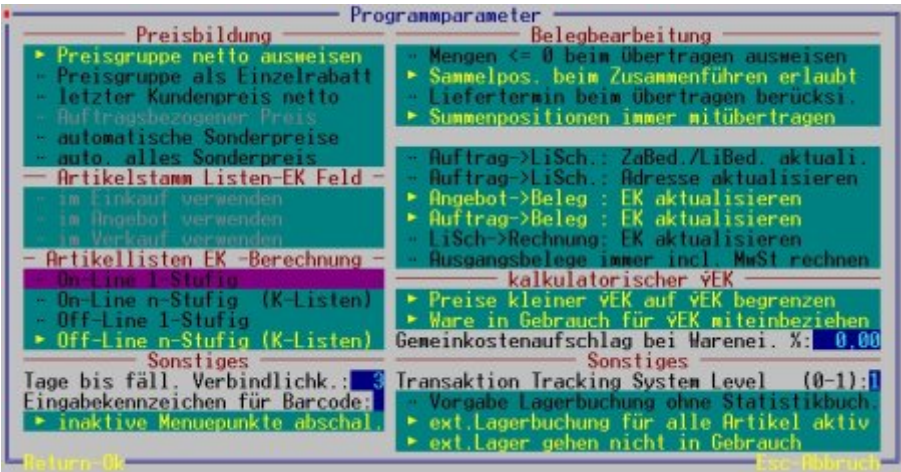 Programmparameter
Preisbildung
► Preisgruppe netto ausweisen
-- Preisgruppe als Einzelrabatt
-- letzter Kundenpreis netto
-- Auftragsbezogener Preis
-- automatische Sonderpreise
-- auto. alles Sonderpreis
Artikelstamm Listen-EK Feld
-- im Einkauf verwenden
-- im Angebot verwenden
-- im Verkauf verwenden
Artikellisten EK -Berechnung
-- On-Line 1-Stufig
-- On-Line n-Stufig (K-Listen)
-- Off-Line 1-Stufig
► Off-Line n-Stufig (K-Listen)
Sonstiges
Tage bis fäll. Verbindlichk.: 3
Eingabekennzeichen für Barcode:
► inaktive Menuepunkte abschal.
Return-Ok
Belegbearbeitung
-- Mengen <= 0 beim übertragen ausweisen
► Sammelpos. beim Zusammenführen erlaubt
-- Liefertermin beim übertragen berücksi.
► Summenpositionen immer mitübertragen
-- Auftrag->LiSch.: ZaBed./LiBed. aktuali.
-- Auftrag->LiSch.: Adresse aktualisieren
► Angebot->Beleg : EK aktualisieren
► Auftrag->Beleg : EK aktualisieren
-- LiSch->Rechnung: EK aktualisieren
-- Ausgangsbelege immer incl. MwSt rechnen
kalkulatorischer ÿEK
► Preise kleiner ÿEK auf ÿEK begrenzen
► Ware in Gebrauch für ÿEK miteinbeziehen
Gemeinkostenaufschlag bei Warenei. %: 0,00
Sonstiges
Transaktion Tracking System Level (0-1):1
-- Vorgabe Lagerbuchung ohne Statistikbuch.
► ext.Lagerbuchung für alle Artikel aktiv
► ext.Lager gehen nicht in Gebrauch
Esc-Abbruch